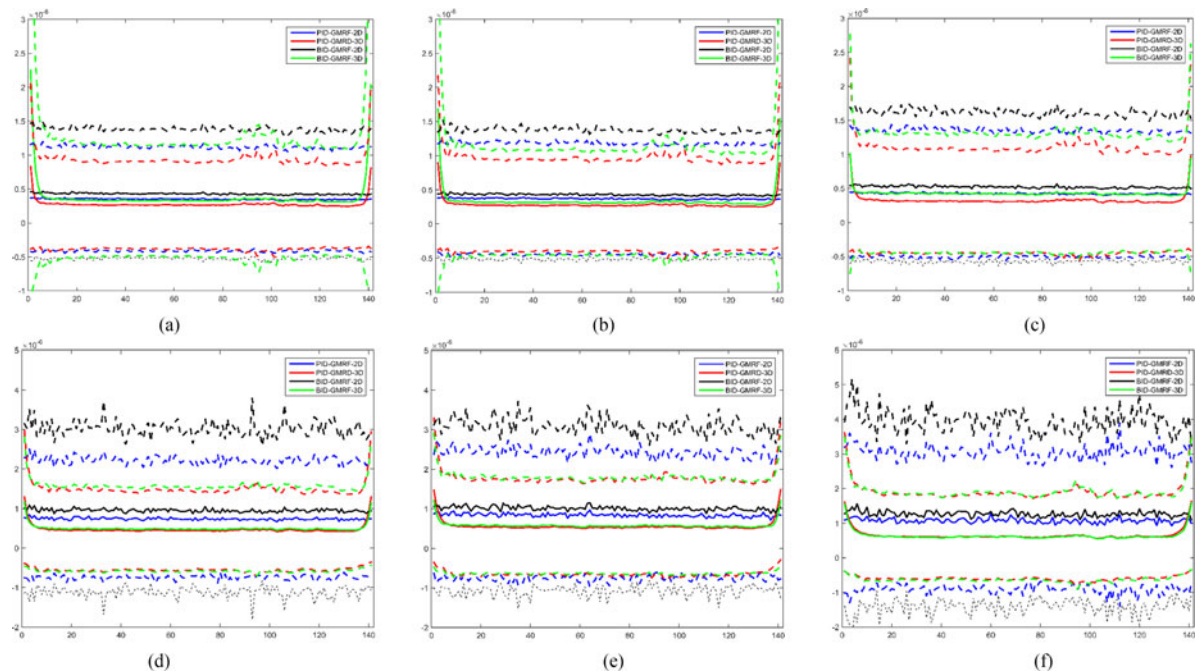 ×10⁻⁶
3
2.5
2
1.5
1
0.5
0
-0.5
-1
0 20 40 60 80 100 120 140
PID-GMRF-2D
PID-GMRD-3D
BID-GMRF-2D
BID-GMRF-3D
(a)
×10⁻⁶
3
2.5
2
1.5
1
0.5
0
-0.5
-1
0 20 40 60 80 100 120 140
PID-GMRF-2D
PID-GMRD-3D
BID-GMRF-2D
BID-GMRF-3D
(b)
×10⁻⁶
3
2.5
2
1.5
1
0.5
0
-0.5
-1
0 20 40 60 80 100 120 140
PID-GMRF-2D
PID-GMRD-3D
BID-GMRF-2D
BID-GMRF-3D
(c)
×10⁻⁶
5
4
3
2
1
0
-1
-2
0 20 40 60 80 100 120 140
PID-GMRF-2D
PID-GMRD-3D
BID-GMRF-2D
BID-GMRF-3D
(d)
×10⁻⁶
5
4
3
2
1
0
-1
-2
0 20 40 60 80 100 120 140
PID-GMRF-2D
PID-GMRD-3D
BID-GMRF-2D
BID-GMRF-3D
(e)
×10⁻⁶
6
5
4
3
2
1
0
-1
-2
0 20 40 60 80 100 120 140
PID-GMRF-2D
PID-GMRD-3D
BID-GMRF-2D
BID-GMRF-3D
(f)